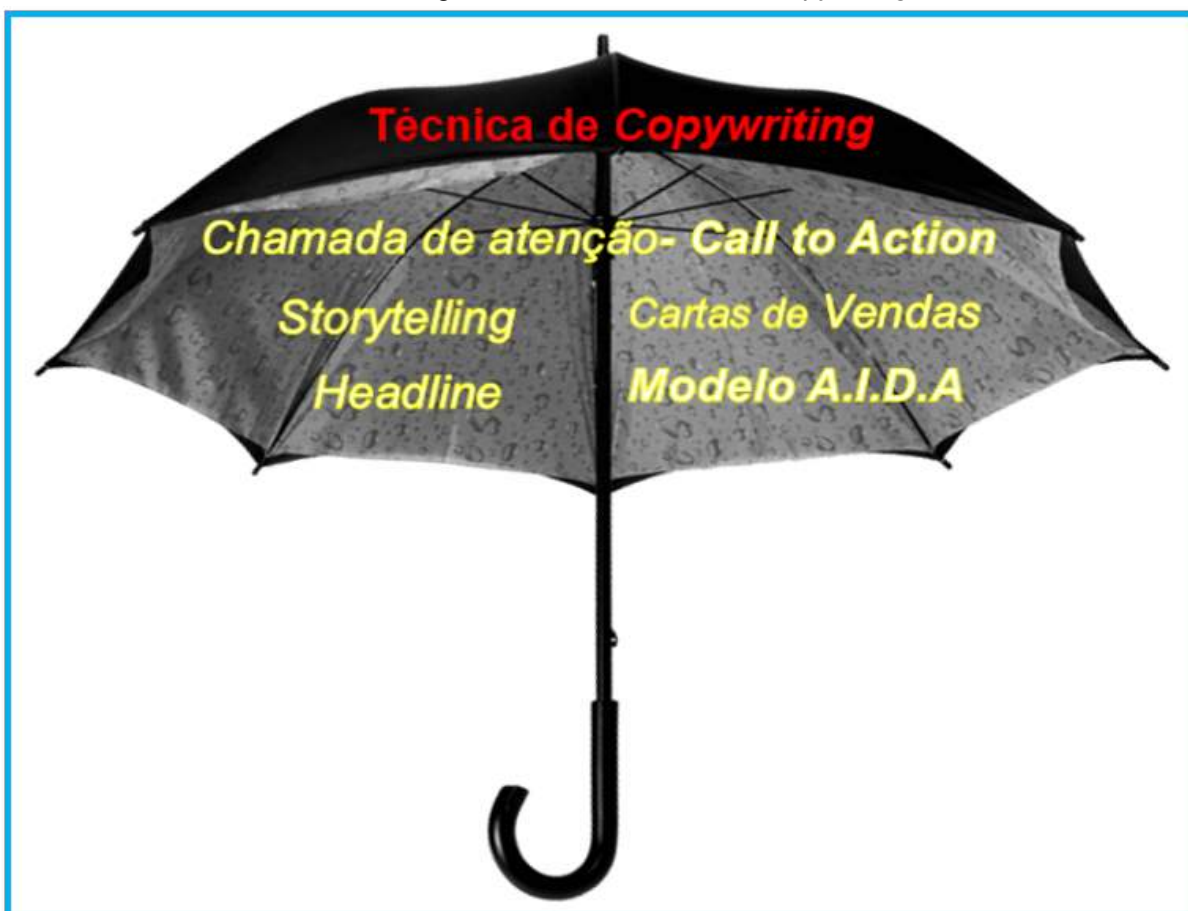 Técnica de Copywriting
Chamada de atenção- Call to Action
Storytelling
Cartas de Vendas
Headline
Modelo A.I.D.A